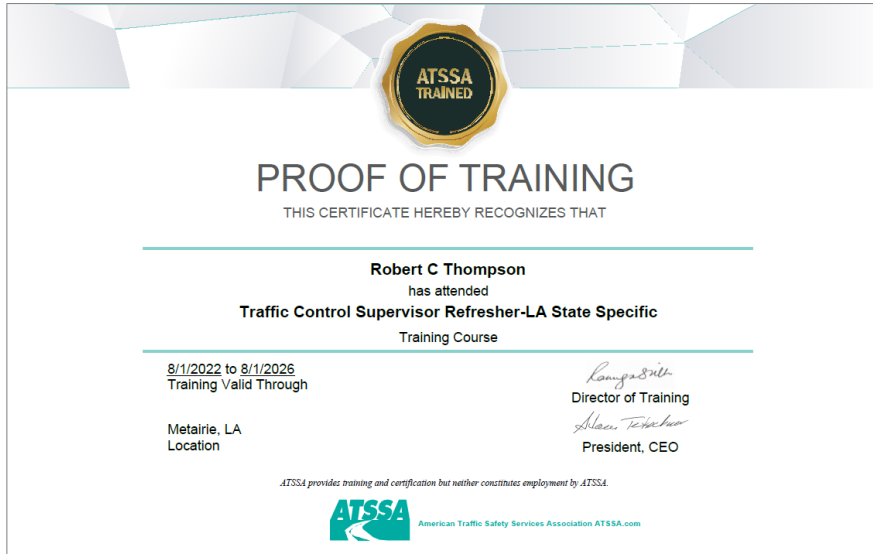 ATSSA
TRAINED
PROOF OF TRAINING
THIS CERTIFICATE HEREBY RECOGNIZES THAT
Robert C Thompson
has attended
Traffic Control Supervisor Refresher-LA State Specific
Training Course
8/1/2022 to 8/1/2026
Training Valid Through
Director of Training
Metairie, LA
Location
President, CEO
ATSSA provides training and certification but neither constitutes employment by ATSSA.
ATSSA
American Traffic Safety Services Association ATSSA.com